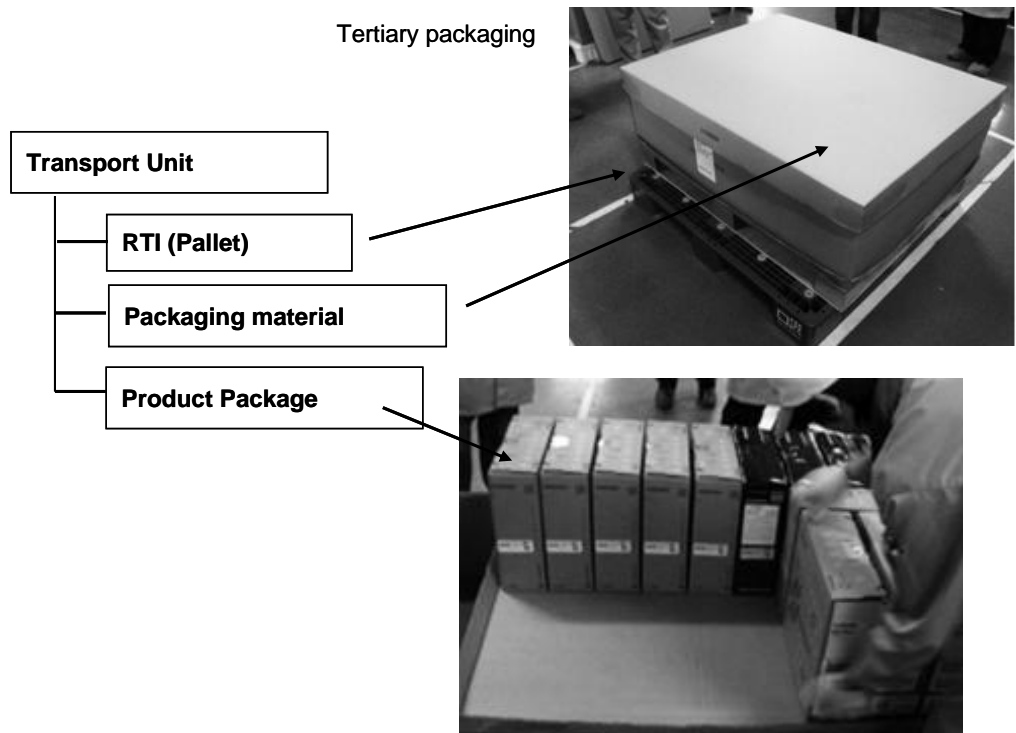 Tertiary packaging
Transport Unit
RTI (Pallet)
Packaging material
Product Package